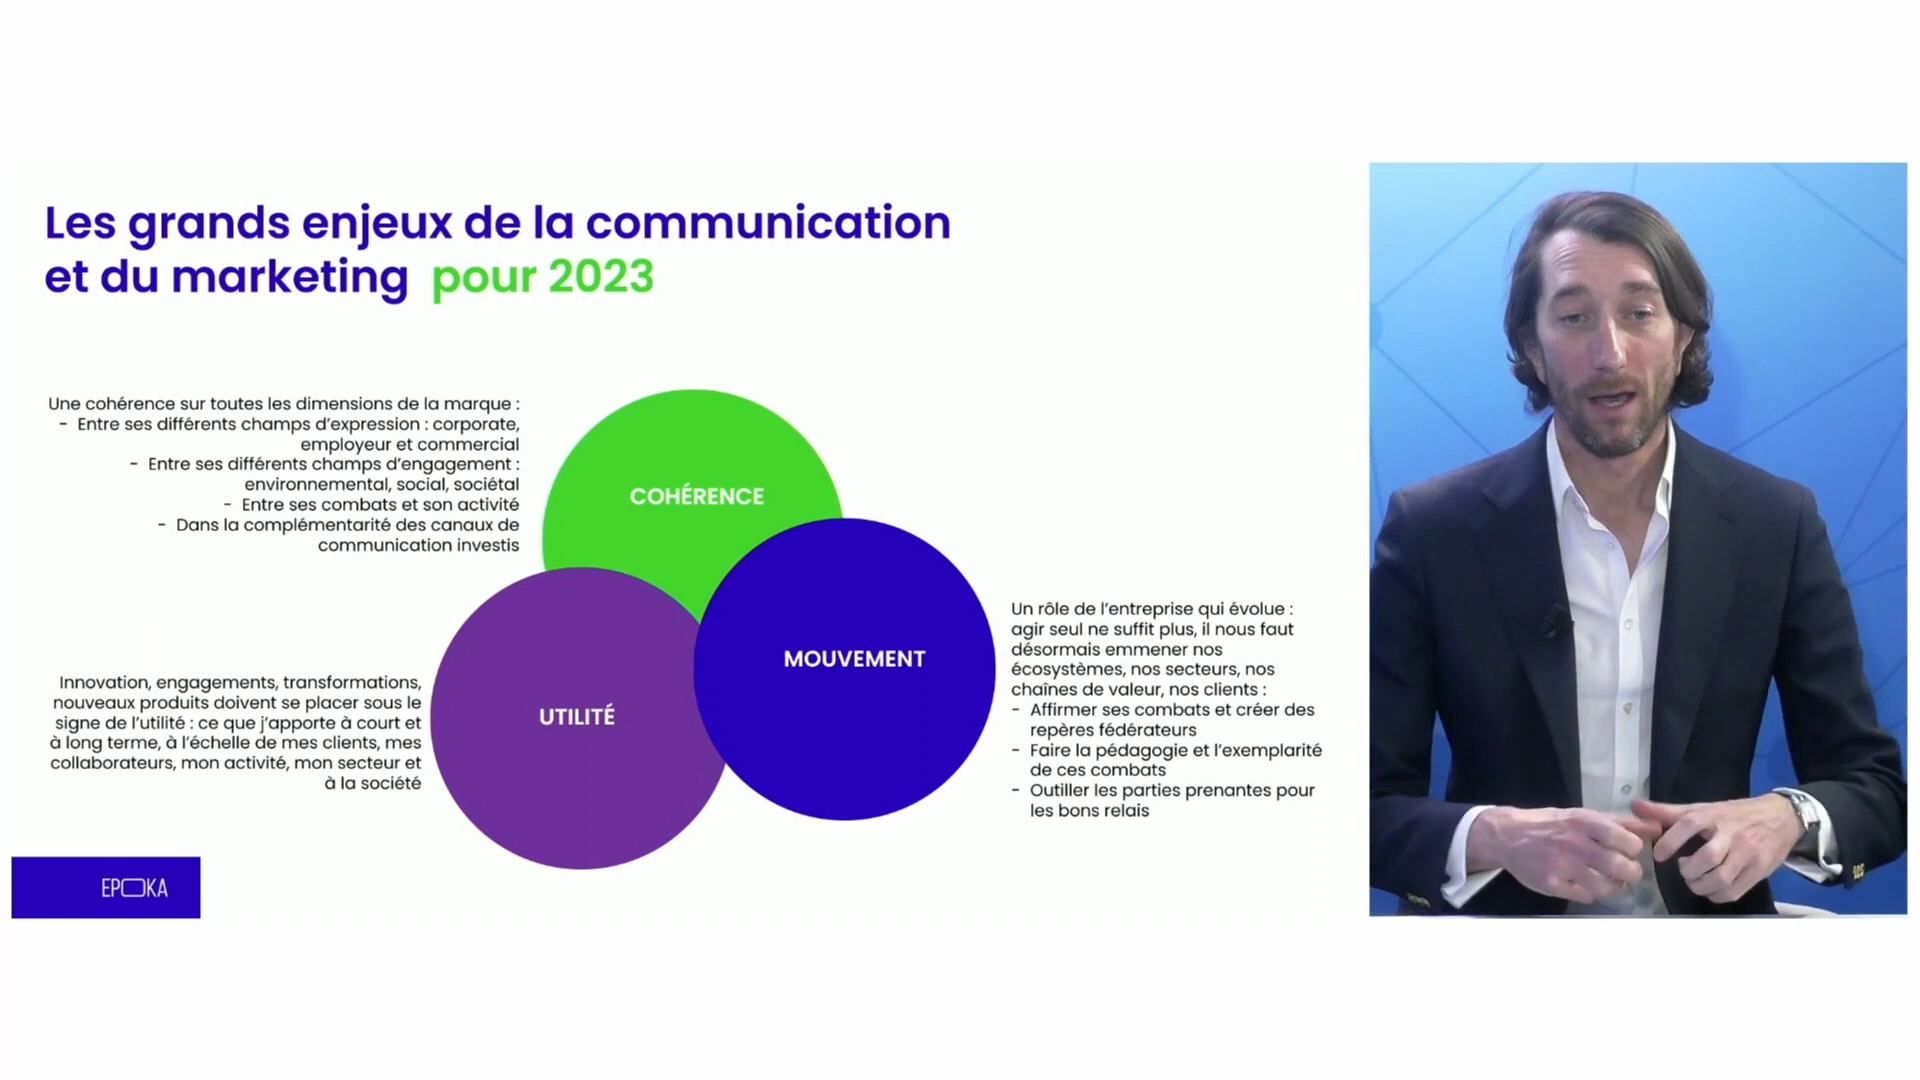 Les grands enjeux de la communication
et du marketing pour 2023
Une cohérence sur toutes les dimensions de la marque :
- Entre ses différents champs d'expression : corporate,
employeur et commercial
- Entre ses différents champs d'engagement :
environnemental, social, sociétal
- Entre ses combats et son activité
- Dans la complémentarité des canaux de
communication investis
COHÉRENCE
MOUVEMENT
Un rôle de l'entreprise qui évolue :
agir seul ne suffit plus, il nous faut
désormais emmener nos
écosystèmes, nos secteurs, nos
chaînes de valeur, nos clients :
- Affirmer ses combats et créer des
repères fédérateurs
- Faire la pédagogie et l'exemplarité
de ces combats
- Outiller les parties prenantes pour
les bons relais
Innovation, engagements, transformations,
nouveaux produits doivent se placer sous le
signe de l'utilité : ce que j'apporte à court et
à long terme, à l'échelle de mes clients, mes
collaborateurs, mon activité, mon secteur et
à la société
UTILITÉ
EPOKA